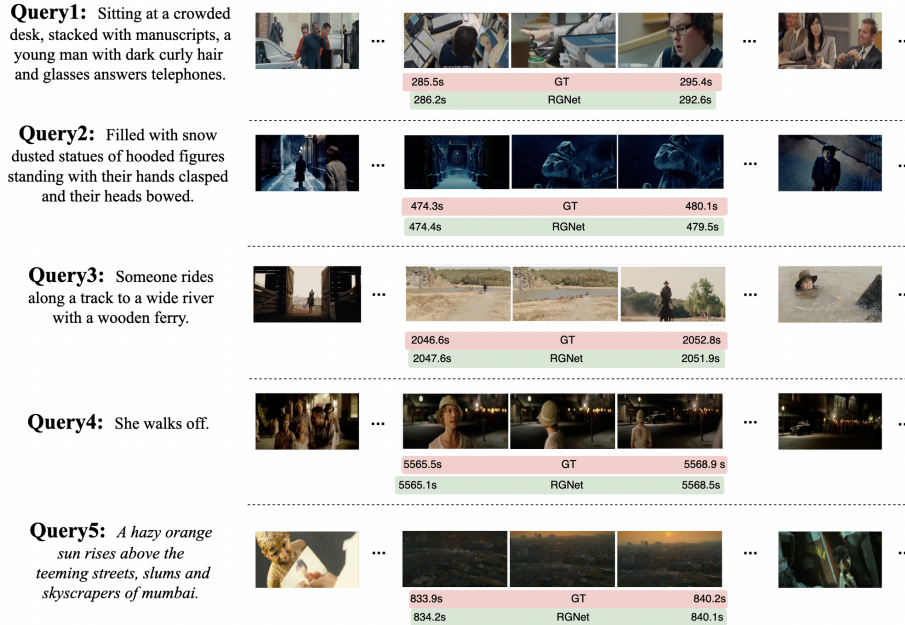 Query1: Sitting at a crowded
desk, stacked with manuscripts, a
young man with dark curly hair
and glasses answers telephones.
...
...
285.5s GT 295.4s
286.2s RGNet 292.6s
Query2: Filled with snow
dusted statues of hooded figures
standing with their hands clasped
and their heads bowed.
...
...
474.3s GT 480.1s
474.4s RGNet 479.5s
Query3: Someone rides
along a track to a wide river
with a wooden ferry.
...
...
2046.6s GT 2052.8s
2047.6s RGNet 2051.9s
Query4: She walks off.
...
...
5565.5s GT 5568.9 s
5565.1s RGNet 5568.5s
Query5: A hazy orange
sun rises above the
teeming streets, slums and
skyscrapers of mumbai.
...
...
833.9s GT 840.2s
834.2s RGNet 840.1s